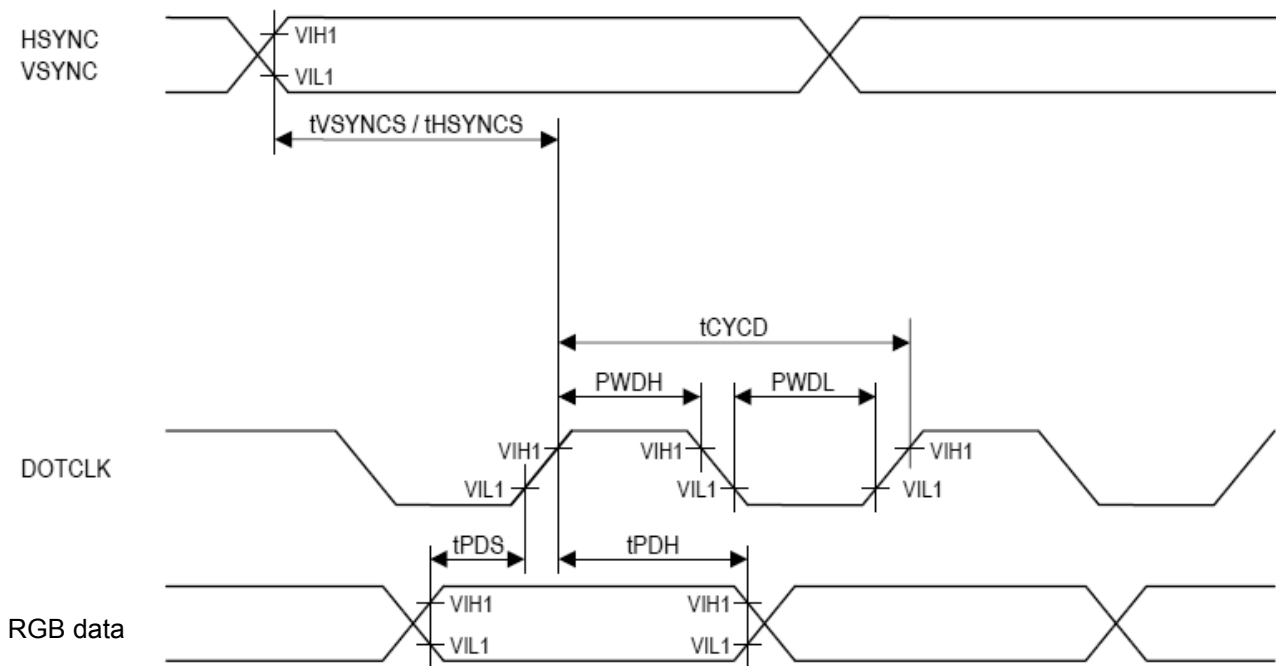 HSYNC
VSYNC
VIH1
VIL1
tVSYNCS / tHSYNCS
tCYCD
PWDH
PWDL
DOTCLK
VIH1
VIH1
VIH1
VIL1
VIL1
VIL1
tPDS
tPDH
RGB data
VIH1
VIH1
VIL1
VIL1